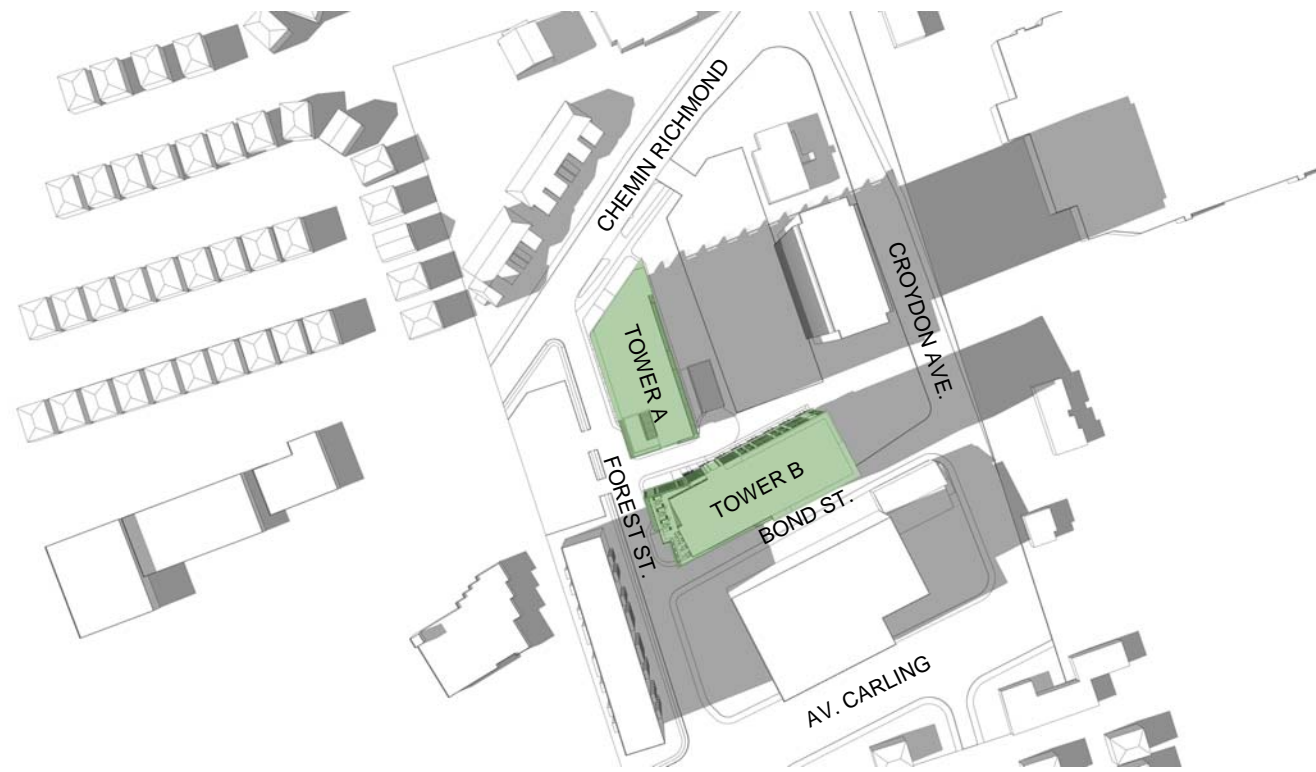 CHEMIN RICHMOND
CROYDON AVE.
TOWER A
FOREST ST.
TOWER B
BOND ST.
AV. CARLING